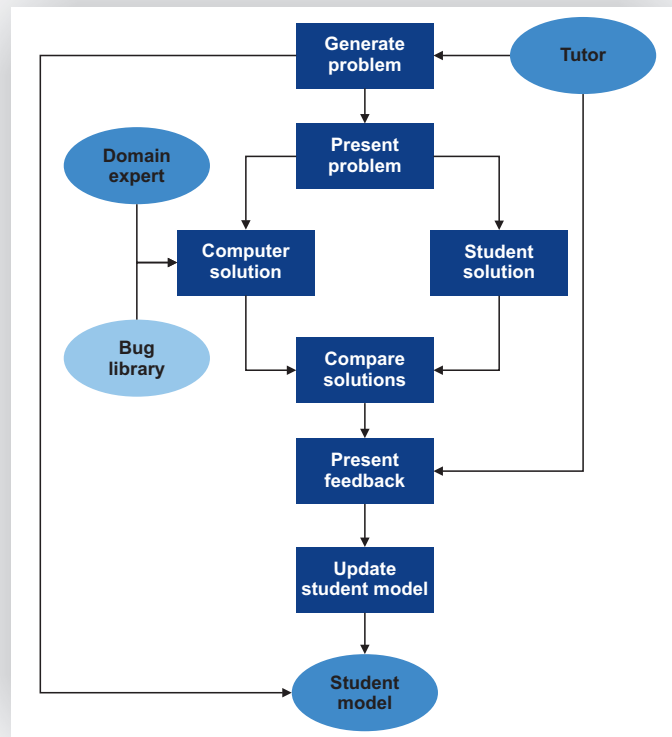 Generate
problem
Tutor
Present
problem
Domain
expert
Computer
solution
Student
solution
Bug
library
Compare
solutions
Present
feedback
Update
student model
Student
model